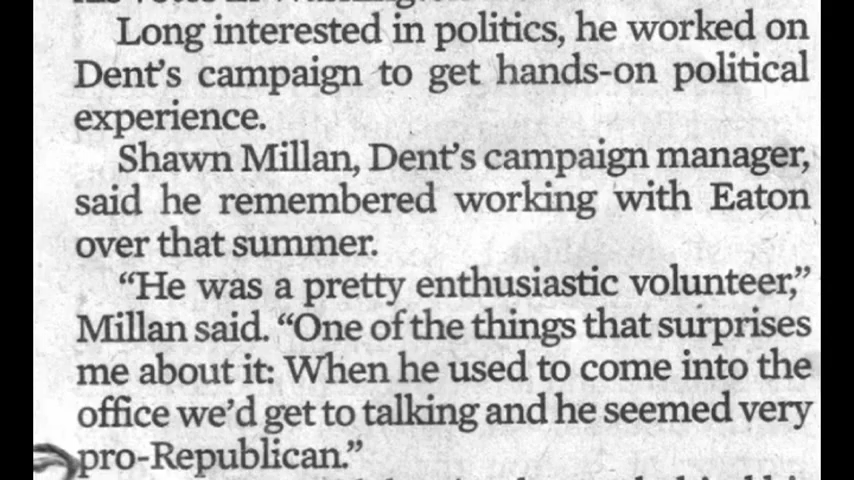 Long interested in politics, he worked on
Dent's campaign to get hands-on political
experience.
Shawn Millan, Dent's campaign manager,
said he remembered working with Eaton
over that summer.
“He was a pretty enthusiastic volunteer,”
Millan said. “One of the things that surprises
me about it: When he used to come into the
office we'd get to talking and he seemed very
pro-Republican.”